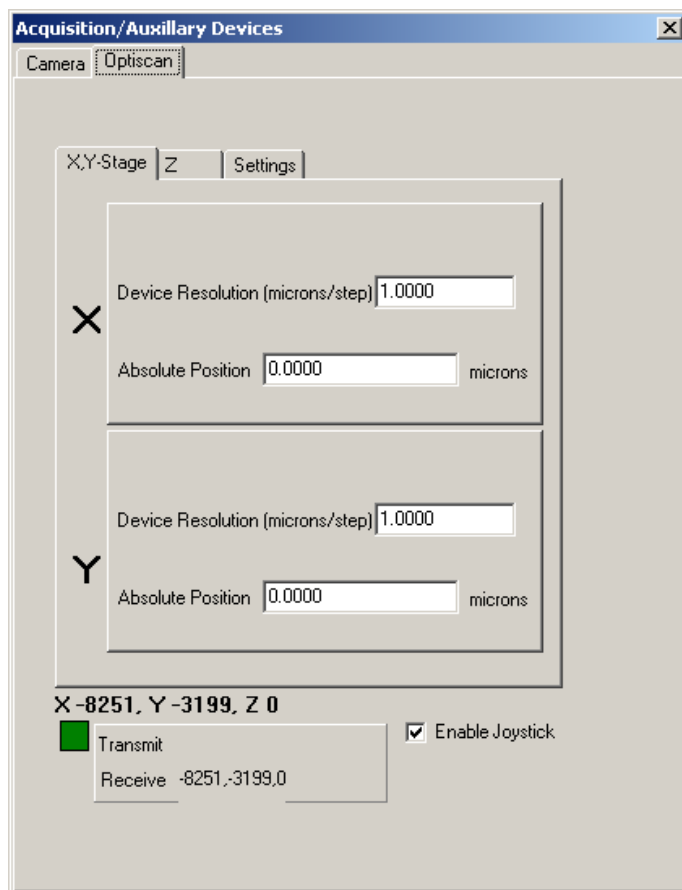 Acquisition/Auxillary Devices
Camera Optiscan
X,Y-Stage Z Settings
X
Device Resolution (microns/step) 1.0000
Absolute Position 0.0000 microns
Y
Device Resolution (microns/step) 1.0000
Absolute Position 0.0000 microns
X -8251, Y -3199, Z 0
Enable Joystick
Transmit
Receive -8251,-3199,0